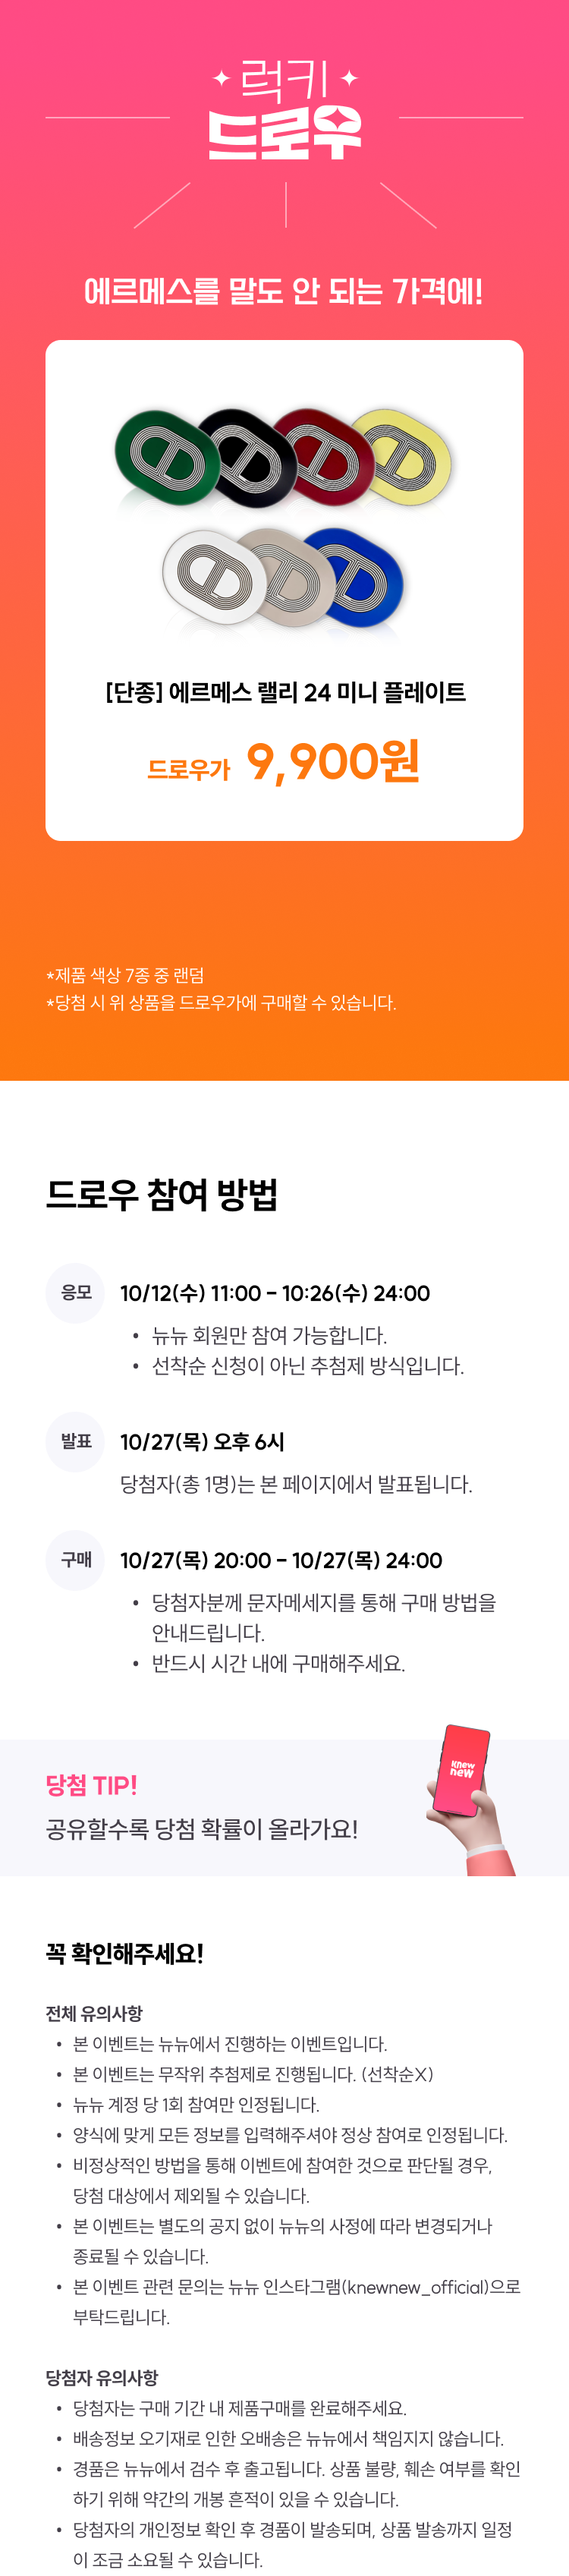 럭키
드로우
에르메스를 말도 안 되는 가격에!
[단종] 에르메스 랠리 24 미니 플레이트
드로우가 9,900원
*제품 색상 7종 중 랜덤
*당첨 시 위 상품을 드로우가에 구매할 수 있습니다.
드로우 참여 방법
응모 10/12(수) 11:00 - 10:26(수) 24:00
• 뉴뉴 회원만 참여 가능합니다.
• 선착순 신청이 아닌 추첨제 방식입니다.
발표 10/27(목) 오후 6시
당첨자(총 1명)는 본 페이지에서 발표됩니다.
구매 10/27(목) 20:00 - 10/27(목) 24:00
• 당첨자분께 문자메세지를 통해 구매 방법을
안내드립니다.
• 반드시 시간 내에 구매해주세요.
Knew
neW
당첨 TIP!
공유할수록 당첨 확률이 올라가요!
꼭 확인해주세요!
전체 유의사항
• 본 이벤트는 뉴뉴에서 진행하는 이벤트입니다.
• 본 이벤트는 무작위 추첨제로 진행됩니다. (선착순X)
• 뉴뉴 계정 당 1회 참여만 인정됩니다.
• 양식에 맞게 모든 정보를 입력해주셔야 정상 참여로 인정됩니다.
• 비정상적인 방법을 통해 이벤트에 참여한 것으로 판단될 경우,
당첨 대상에서 제외될 수 있습니다.
• 본 이벤트는 별도의 공지 없이 뉴뉴의 사정에 따라 변경되거나
종료될 수 있습니다.
• 본 이벤트 관련 문의는 뉴뉴 인스타그램(knewnew_official)으로
부탁드립니다.
당첨자 유의사항
• 당첨자는 구매 기간 내 제품구매를 완료해주세요.
• 배송정보 오기재로 인한 오배송은 뉴뉴에서 책임지지 않습니다.
• 경품은 뉴뉴에서 검수 후 출고됩니다. 상품 불량, 훼손 여부를 확인
하기 위해 약간의 개봉 흔적이 있을 수 있습니다.
• 당첨자의 개인정보 확인 후 경품이 발송되며, 상품 발송까지 일정
이 조금 소요될 수 있습니다.